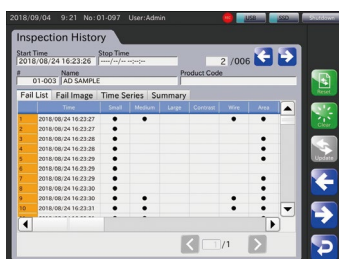 2018/09/04 9:21 No:01-097 User:Admin USB SSD Shutdown
Inspection History
Start Time Stop Time
2018/08/24 16:23:26 ----/--/-- --:--:-- 2 /006
# Name Product Code
01-003 AD SAMPLE
Reset
Fail List Fail Image Time Series Summary
Time Small Medium Large Contrast Wire Area
1 2018/08/24 16:23:27 ● ● ● ●
2 2018/08/24 16:23:27 ●
Clear
3 2018/08/24 16:23:28 ● ●
4 2018/08/24 16:23:28 ● ●
5 2018/08/24 16:23:29 ● ●
Update
6 2018/08/24 16:23:29 ●
7 2018/08/24 16:23:29 ● ●
8 2018/08/24 16:23:30 ● ●
9 2018/08/24 16:23:30 ● ● ● ●
10 2018/08/24 16:23:31 ● ● ● ●
1 /1